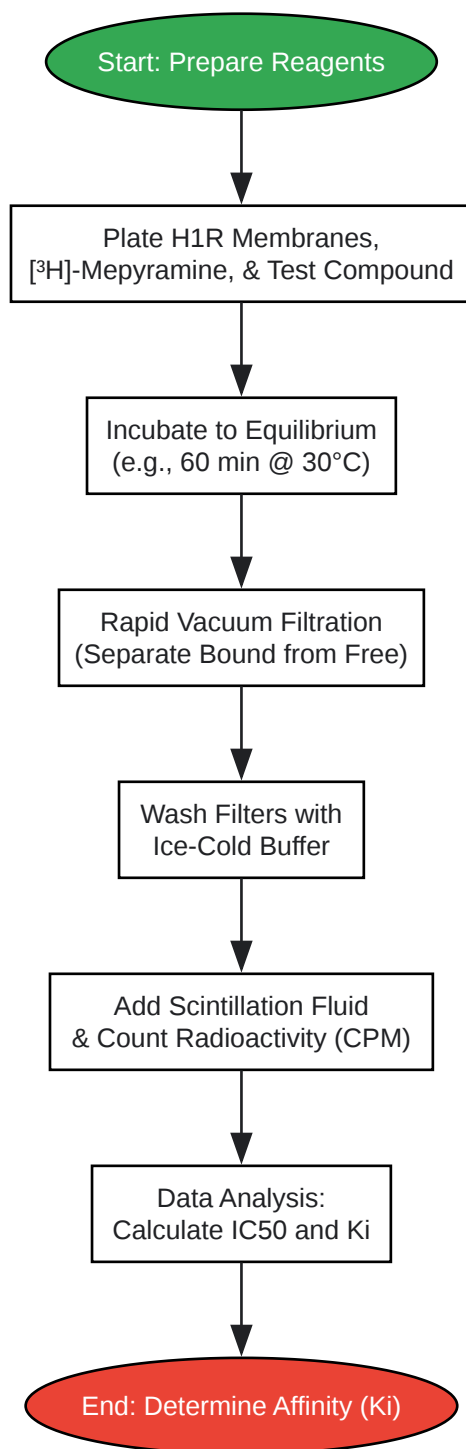 Start: Prepare Reagents
Plate H1R Membranes,
[³H]-Mepyramine, & Test Compound
Incubate to Equilibrium
(e.g., 60 min @ 30°C)
Rapid Vacuum Filtration
(Separate Bound from Free)
Wash Filters with
Ice-Cold Buffer
Add Scintillation Fluid
& Count Radioactivity (CPM)
Data Analysis:
Calculate IC50 and Ki
End: Determine Affinity (Ki)